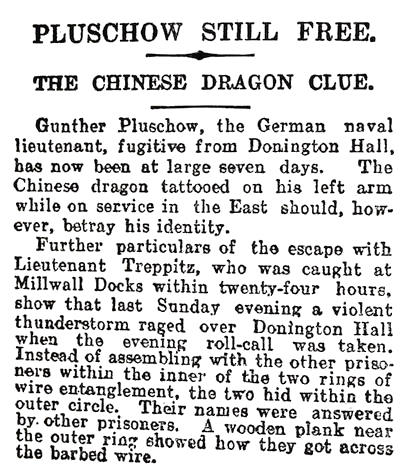 PLUSCHOW STILL FREE.
THE CHINESE DRAGON CLUE.
Gunther Pluschow, the German naval
lieutenant, fugitive from Donington Hall,
has now been at large seven days. The
Chinese dragon tattooed on his left arm
while on service in the East should, how-
ever, betray his identity.
Further particulars of the escape with
Lieutenant Treppitz, who was caught at
Millwall Docks within twenty-four hours,
show that last Sunday evening a violent
thunderstorm raged over Donington Hall
when the evening roll-call was taken.
Instead of assembling with the other priso-
ners within the inner of the two rings of
wire entanglement, the two hid within the
outer circle. Their names were answered
by other prisoners. A wooden plank near
the outer ring showed how they got across
the barbed wire.